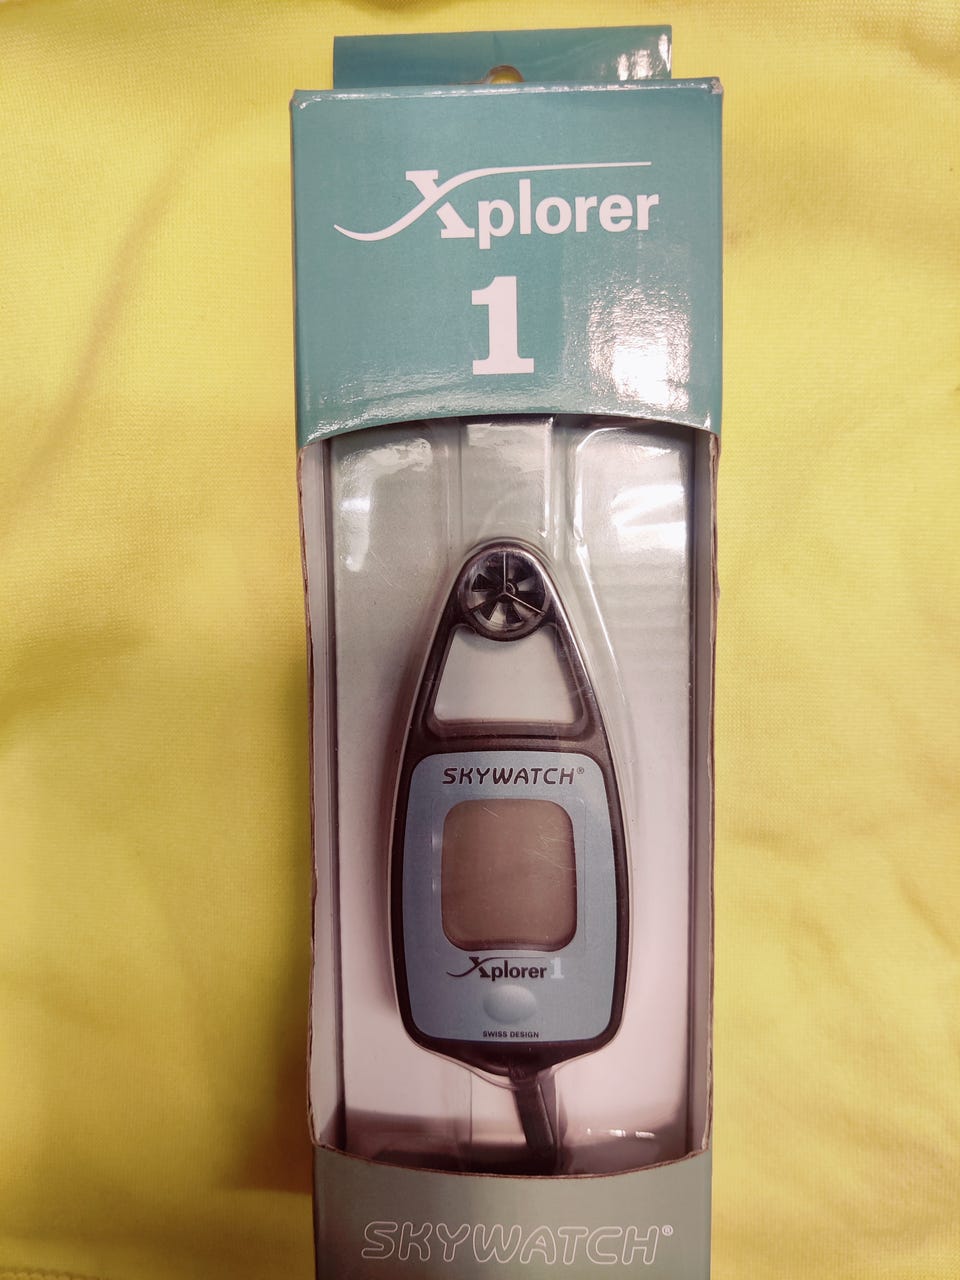 Xplorer
1
SKYWATCH®
Xplorer 1
SWISS DESIGN
SKYWATCH®